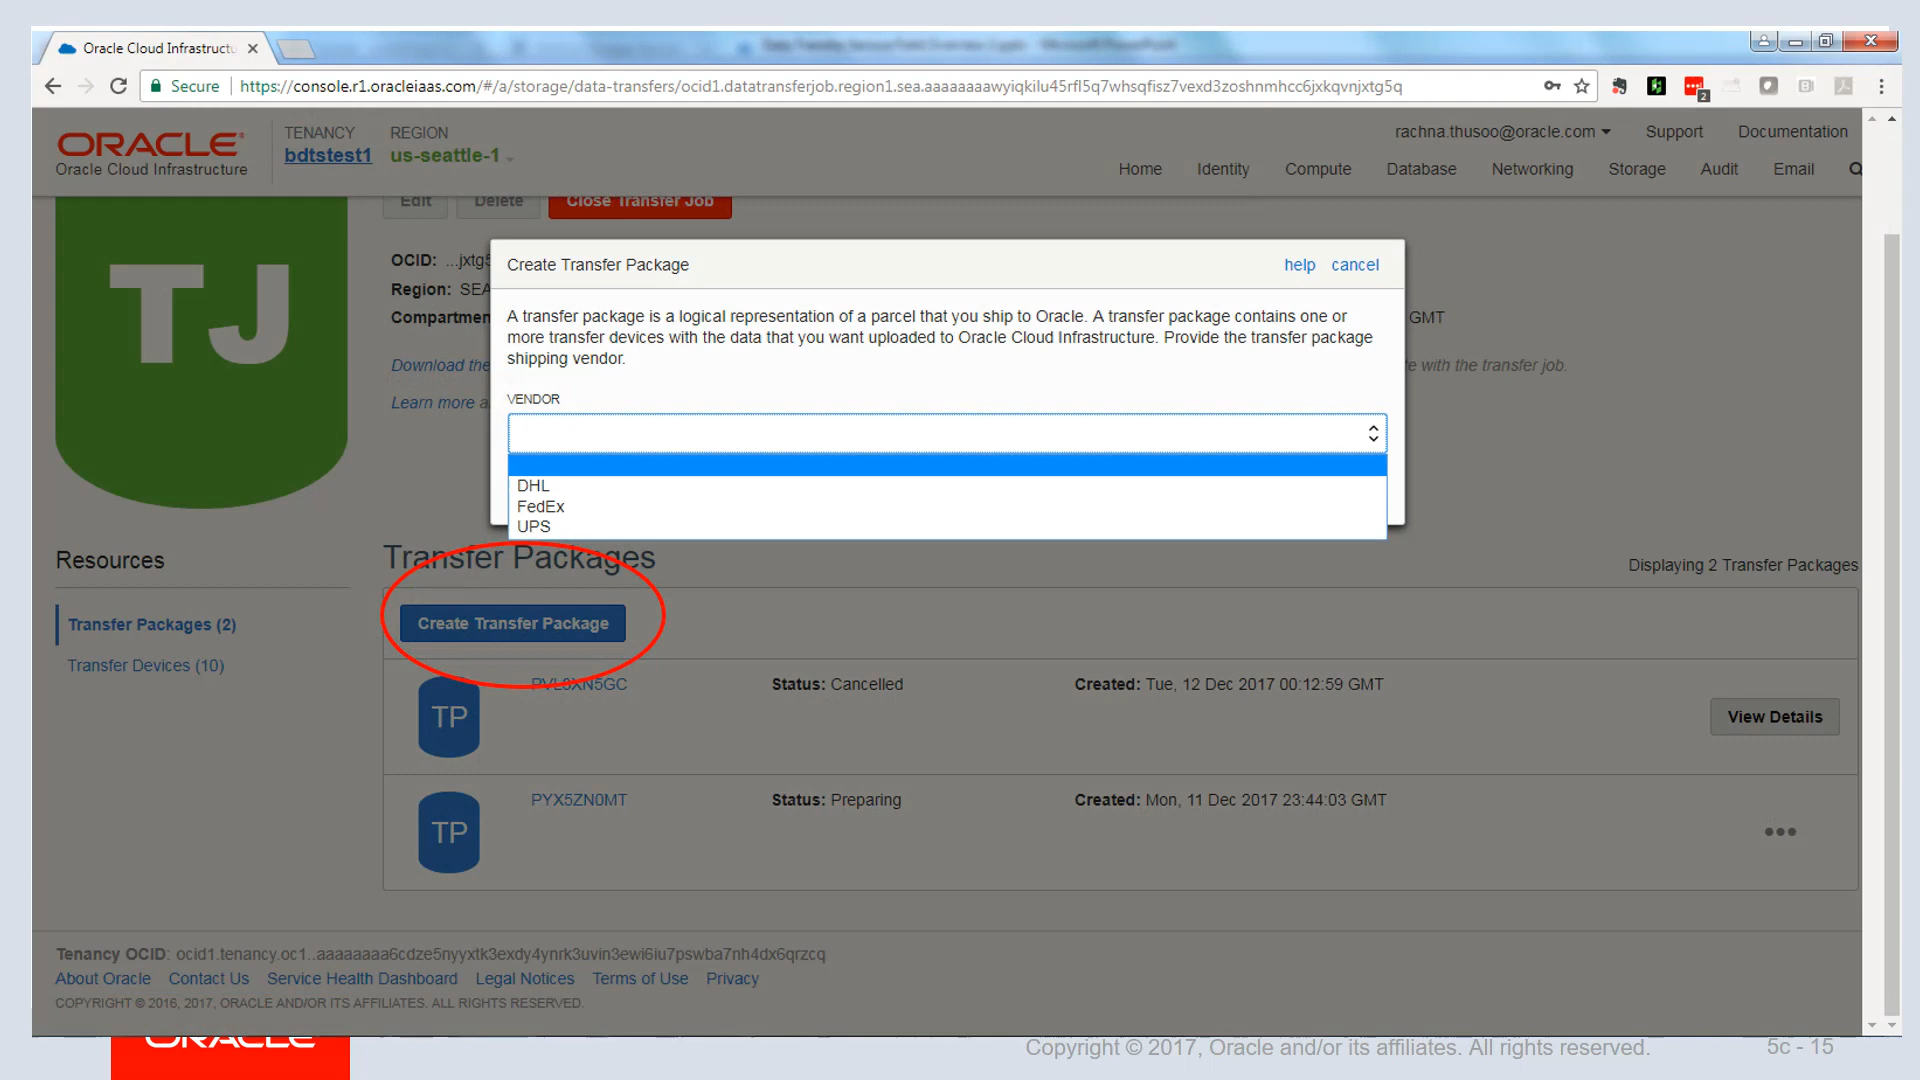 Oracle Cloud Infrastructu
Secure https://console.r1.oracleiaas.com/#/a/storage/data-transfers/ocid1.datatransferjob.region1.sea.aaaaaaaawyiqkilu45rfl5q7whsqfisz7vexd3zoshnmhcc6jxkqvnjxtg5q
2
ORACLE
Oracle Cloud Infrastructure
TENANCY
bdtstest1
REGION
us-seattle-1
rachna.thusoo@oracle.com Support Documentation
Home Identity Compute Database Networking Storage Audit Email
Edit Delete Close Transfer Job
TJ
OCID: ...jxtg5
Region: SEA
Compartmen
GMT
Download the
e with the transfer job.
Learn more a
Create Transfer Package
help cancel
A transfer package is a logical representation of a parcel that you ship to Oracle. A transfer package contains one or
more transfer devices with the data that you want uploaded to Oracle Cloud Infrastructure. Provide the transfer package
shipping vendor.
VENDOR
DHL
FedEx
UPS
Resources
Transfer Packages (2)
Transfer Devices (10)
Transfer Packages
Displaying 2 Transfer Packages
Create Transfer Package
TP
Status: Cancelled
Created: Tue, 12 Dec 2017 00:12:59 GMT
View Details
TP
PYX5ZN0MT
Status: Preparing
Created: Mon, 11 Dec 2017 23:44:03 GMT
Tenancy OCID: ocid1.tenancy.oc1..aaaaaaaa6cdze5nyyxtk3exdy4ynrk3uvin3ewi6iu7pswba7nh4dx6qrzcq
About Oracle Contact Us Service Health Dashboard Legal Notices Terms of Use Privacy
COPYRIGHT © 2016, 2017, ORACLE AND/OR ITS AFFILIATES. ALL RIGHTS RESERVED.
ORACLE
Copyright © 2017, Oracle and/or its affiliates. All rights reserved.
5c - 15